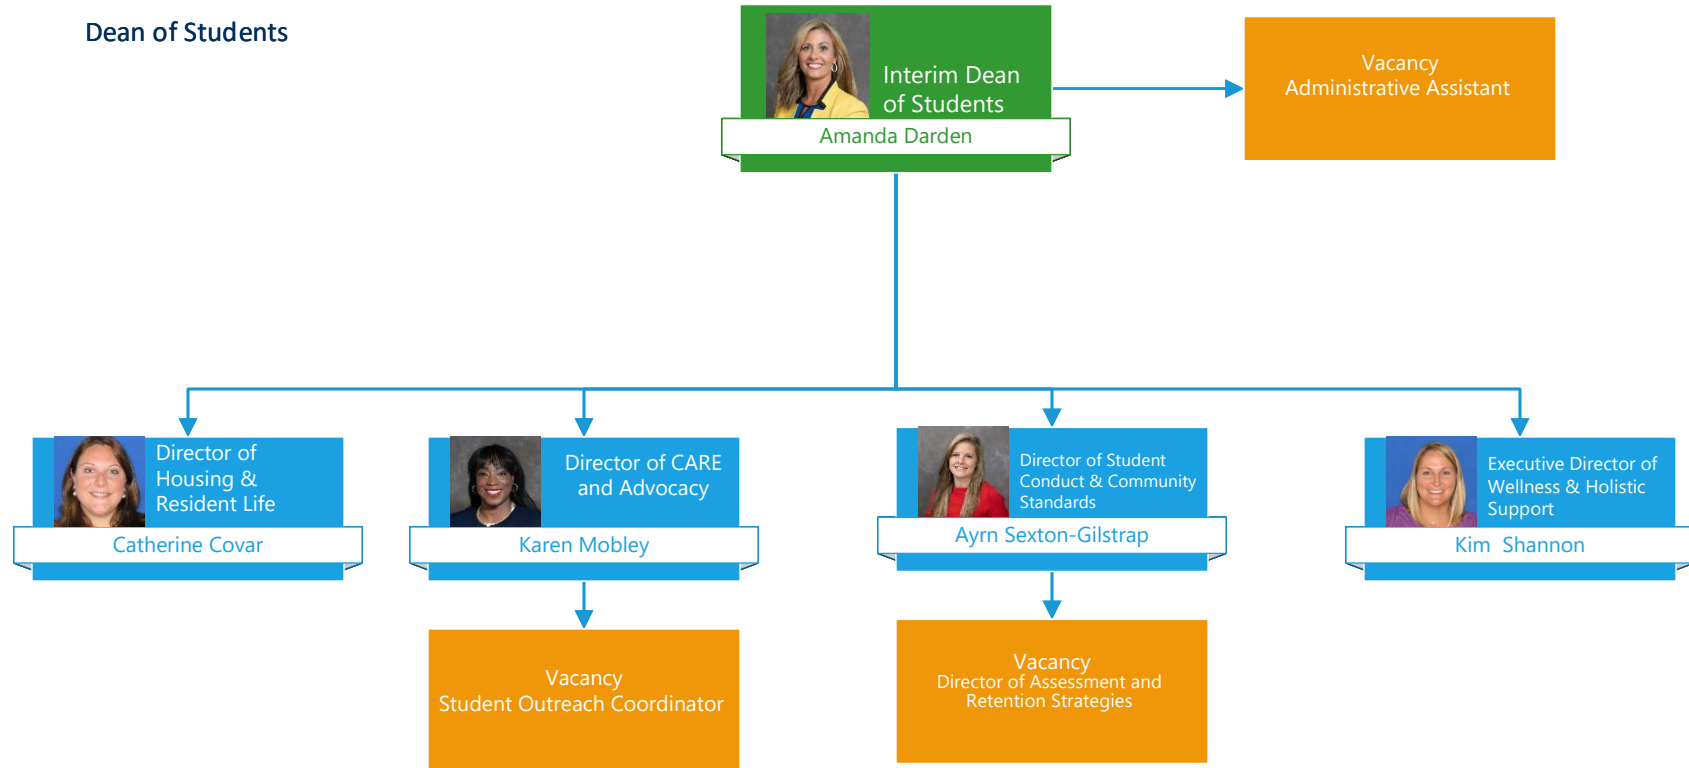 Dean of Students
Interim Dean
of Students
Amanda Darden
Vacancy
Administrative Assistant
Director of
Housing &
Resident Life
Catherine Covar
Director of CARE
and Advocacy
Karen Mobley
Director of Student
Conduct & Community
Standards
Ayrn Sexton-Gilstrap
Executive Director of
Wellness & Holistic
Support
Kim  Shannon
Vacancy
Student Outreach Coordinator
Vacancy
Director of Assessment and
Retention Strategies